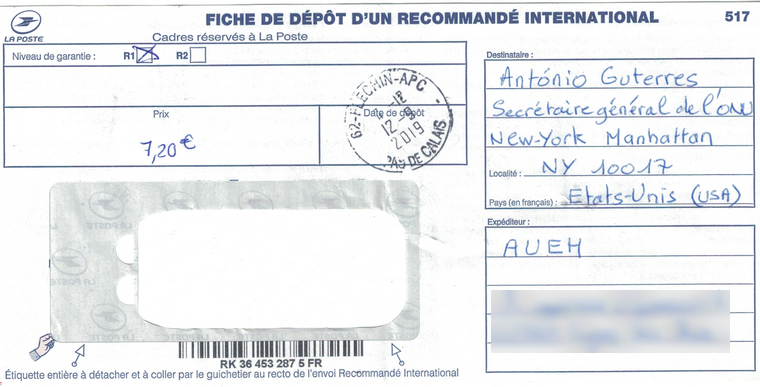 LA POSTE
FICHE DE DÉPÔT D'UN RECOMMANDÉ INTERNATIONAL
517
Cadres réservés à La Poste
Niveau de garantie : R1 R2
Prix
7,20€
Date de dépôt
62-FLECHIN-APC
12-9
2019
PAS DE CALAIS
Destinataire :
António Guterres
Secrétaire général de l'ONU
New-York Manhattan
Localité : NY 10017
Pays (en français) : Etats-Unis (USA)
Expéditeur :
AUEH
LA POSTE
RK 36 453 287 5 FR
Étiquette entière à détacher et à coller par le guichetier au recto de l'envoi Recommandé International